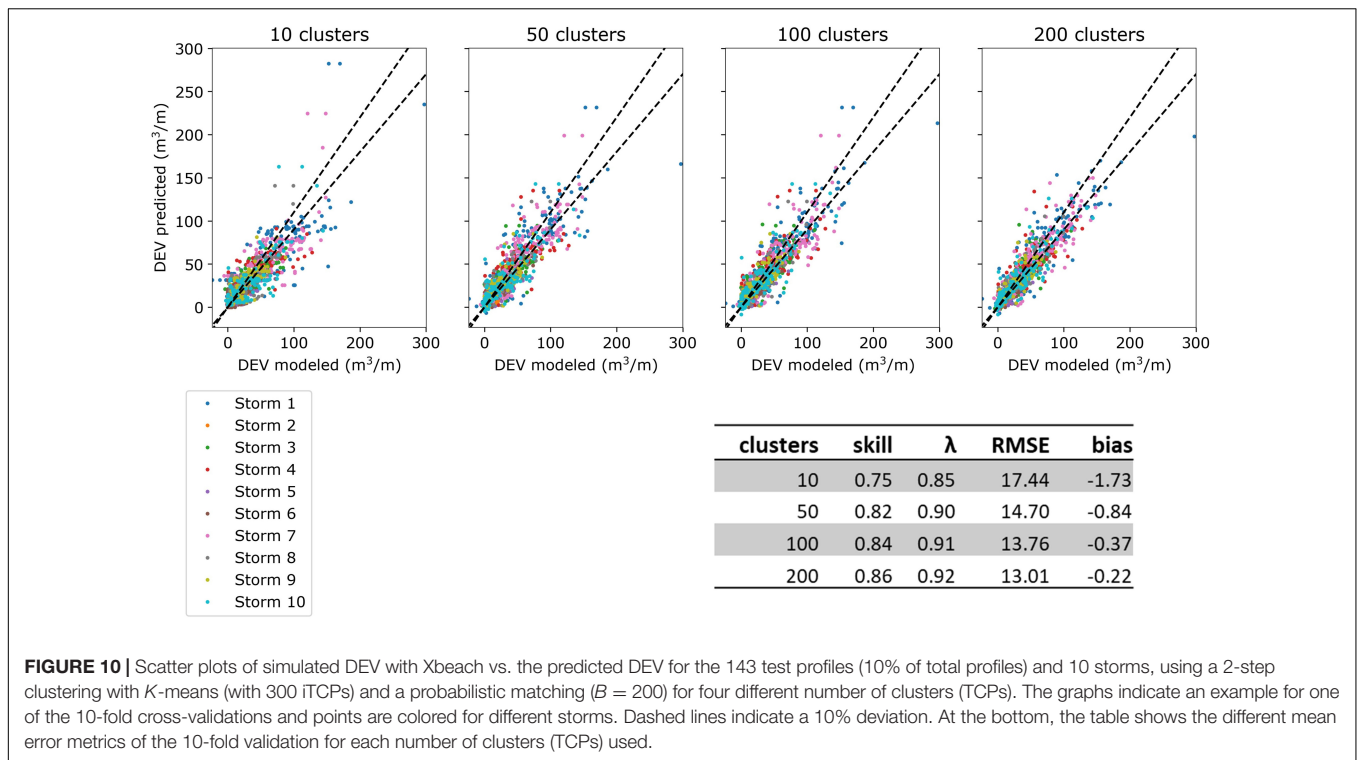 10 clusters
50 clusters
100 clusters
200 clusters
300
250
200
150
100
50
0
DEV predicted (m³/m)
0 100 200 300
0 100 200 300
0 100 200 300
0 100 200 300
DEV modeled (m³/m)
DEV modeled (m³/m)
DEV modeled (m³/m)
DEV modeled (m³/m)
Storm 1
Storm 2
Storm 3
Storm 4
Storm 5
Storm 6
Storm 7
Storm 8
Storm 9
Storm 10
clusters skill λ RMSE bias
10 0.75 0.85 17.44 -1.73
50 0.82 0.90 14.70 -0.84
100 0.84 0.91 13.76 -0.37
200 0.86 0.92 13.01 -0.22
FIGURE 10 | Scatter plots of simulated DEV with Xbeach vs. the predicted DEV for the 143 test profiles (10% of total profiles) and 10 storms, using a 2-step
clustering with K-means (with 300 iTCPs) and a probabilistic matching (B = 200) for four different number of clusters (TCPs). The graphs indicate an example for one
of the 10-fold cross-validations and points are colored for different storms. Dashed lines indicate a 10% deviation. At the bottom, the table shows the different mean
error metrics of the 10-fold validation for each number of clusters (TCPs) used.